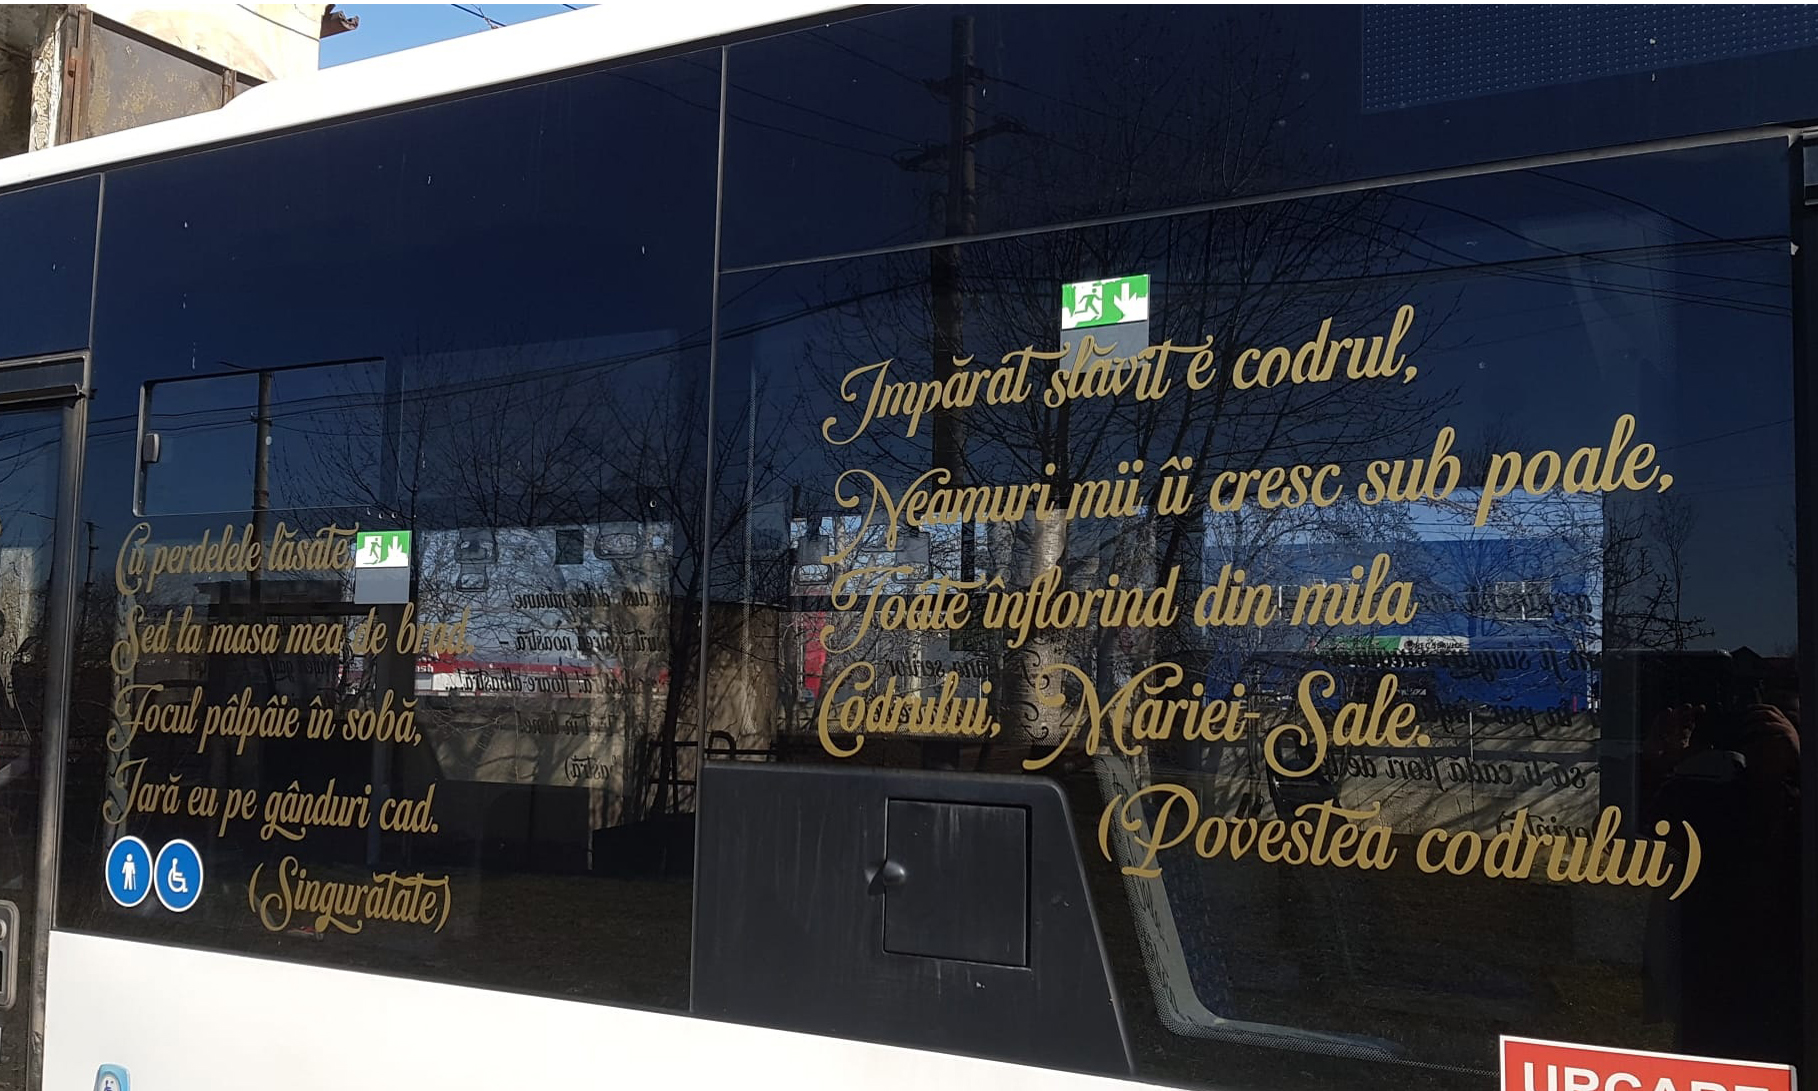 Cu perdelele lăsate,
Șed la masa mea de brad,
Focul pâlpâie în sobă,
Iară eu pe gânduri cad.
(Singurătate)
Împărat slăvit e codrul,
Neamuri mii îi cresc sub poale,
Toate înflorind din mila
Codrului, Măriei-Sale.
(Povestea codrului)